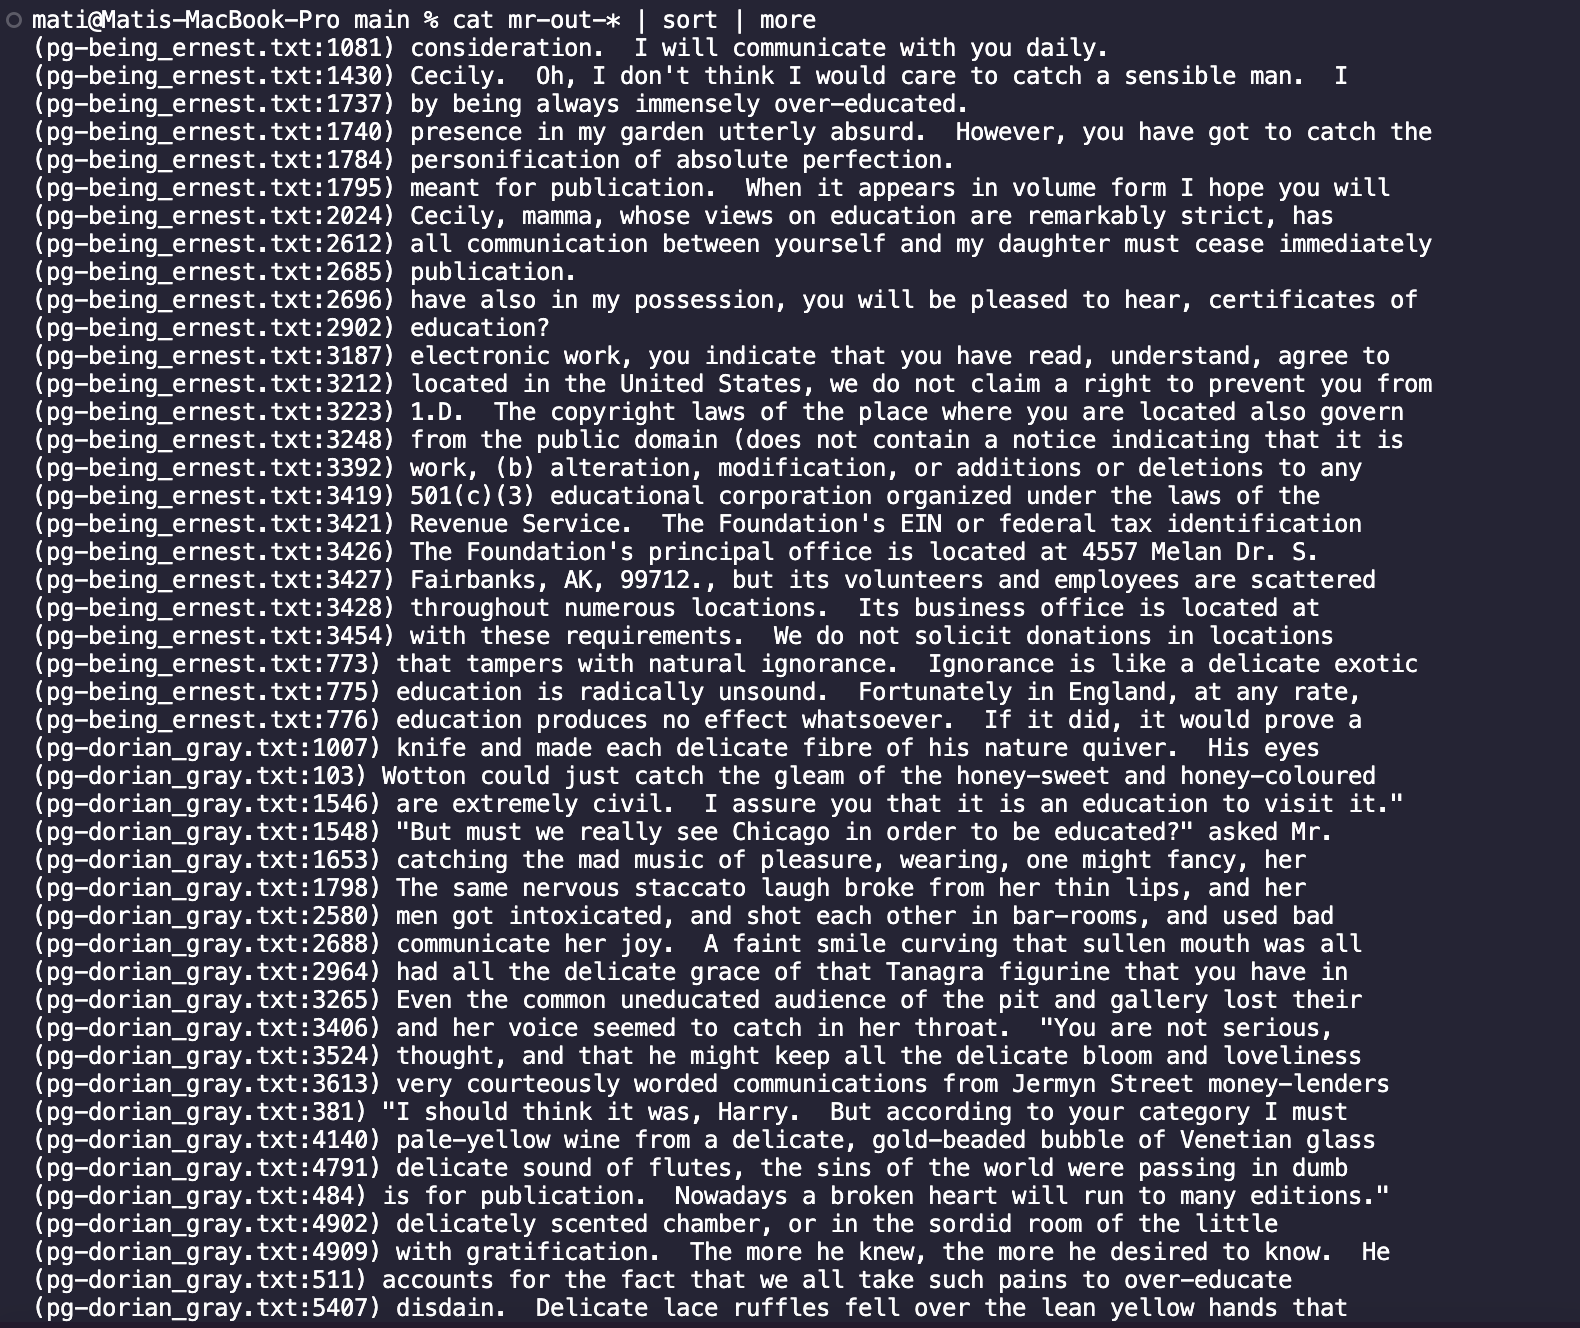 mati@Matis-MacBook-Pro main % cat mr-out-* | sort | more
(pg-being_ernest.txt:1081) consideration.  I will communicate with you daily.
(pg-being_ernest.txt:1430) Cecily.  Oh, I don't think I would care to catch a sensible man.  I
(pg-being_ernest.txt:1737) by being always immensely over-educated.
(pg-being_ernest.txt:1740) presence in my garden utterly absurd.  However, you have got to catch the
(pg-being_ernest.txt:1784) personification of absolute perfection.
(pg-being_ernest.txt:1795) meant for publication.  When it appears in volume form I hope you will
(pg-being_ernest.txt:2024) Cecily, mamma, whose views on education are remarkably strict, has
(pg-being_ernest.txt:2612) all communication between yourself and my daughter must cease immediately
(pg-being_ernest.txt:2685) publication.
(pg-being_ernest.txt:2696) have also in my possession, you will be pleased to hear, certificates of
(pg-being_ernest.txt:2902) education?
(pg-being_ernest.txt:3187) electronic work, you indicate that you have read, understand, agree to
(pg-being_ernest.txt:3212) located in the United States, we do not claim a right to prevent you from
(pg-being_ernest.txt:3223) 1.D.  The copyright laws of the place where you are located also govern
(pg-being_ernest.txt:3248) from the public domain (does not contain a notice indicating that it is
(pg-being_ernest.txt:3392) work, (b) alteration, modification, or additions or deletions to any
(pg-being_ernest.txt:3419) 501(c)(3) educational corporation organized under the laws of the
(pg-being_ernest.txt:3421) Revenue Service.  The Foundation's EIN or federal tax identification
(pg-being_ernest.txt:3426) The Foundation's principal office is located at 4557 Melan Dr. S.
(pg-being_ernest.txt:3427) Fairbanks, AK, 99712., but its volunteers and employees are scattered
(pg-being_ernest.txt:3428) throughout numerous locations.  Its business office is located at
(pg-being_ernest.txt:3454) with these requirements.  We do not solicit donations in locations
(pg-being_ernest.txt:773) that tampers with natural ignorance.  Ignorance is like a delicate exotic
(pg-being_ernest.txt:775) education is radically unsound.  Fortunately in England, at any rate,
(pg-being_ernest.txt:776) education produces no effect whatsoever.  If it did, it would prove a
(pg-dorian_gray.txt:1007) knife and made each delicate fibre of his nature quiver.  His eyes
(pg-dorian_gray.txt:103) Wotton could just catch the gleam of the honey-sweet and honey-coloured
(pg-dorian_gray.txt:1546) are extremely civil.  I assure you that it is an education to visit it."
(pg-dorian_gray.txt:1548) "But must we really see Chicago in order to be educated?" asked Mr.
(pg-dorian_gray.txt:1653) catching the mad music of pleasure, wearing, one might fancy, her
(pg-dorian_gray.txt:1798) The same nervous staccato laugh broke from her thin lips, and her
(pg-dorian_gray.txt:2580) men got intoxicated, and shot each other in bar-rooms, and used bad
(pg-dorian_gray.txt:2688) communicate her joy.  A faint smile curving that sullen mouth was all
(pg-dorian_gray.txt:2964) had all the delicate grace of that Tanagra figurine that you have in
(pg-dorian_gray.txt:3265) Even the common uneducated audience of the pit and gallery lost their
(pg-dorian_gray.txt:3406) and her voice seemed to catch in her throat.  "You are not serious,
(pg-dorian_gray.txt:3524) thought, and that he might keep all the delicate bloom and loveliness
(pg-dorian_gray.txt:3613) very courteously worded communications from Jermyn Street money-lenders
(pg-dorian_gray.txt:381) "I should think it was, Harry.  But according to your category I must
(pg-dorian_gray.txt:4140) pale-yellow wine from a delicate, gold-beaded bubble of Venetian glass
(pg-dorian_gray.txt:4791) delicate sound of flutes, the sins of the world were passing in dumb
(pg-dorian_gray.txt:484) is for publication.  Nowadays a broken heart will run to many editions."
(pg-dorian_gray.txt:4902) delicately scented chamber, or in the sordid room of the little
(pg-dorian_gray.txt:4909) with gratification.  The more he knew, the more he desired to know.  He
(pg-dorian_gray.txt:511) accounts for the fact that we all take such pains to over-educate
(pg-dorian_gray.txt:5407) disdain.  Delicate lace ruffles fell over the lean yellow hands that